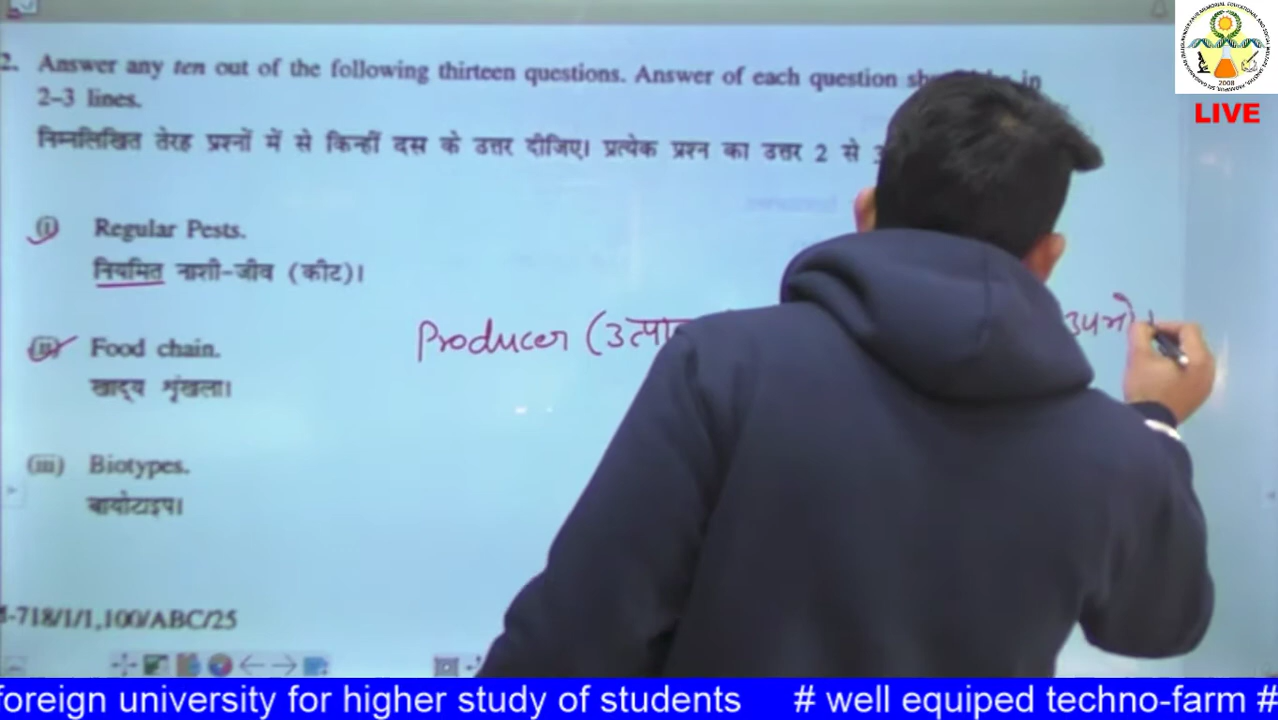 2. Answer any ten out of the following thirteen questions. Answer of each question in
2–3 lines.
निम्नलिखित तेरह प्रश्नों में से किन्हीं दस के उत्तर दीजिए। प्रत्येक प्रश्न का उत्तर 2 से
(i) Regular Pests.
नियमित नाशी-जीव (कीट)।
Producer (उत्पा उपभो
(ii) Food chain.
खाद्य शृंखला।
(iii) Biotypes.
बायोटाइप।
-718/1/1,100/ABC/25
2008
LIVE
foreign university for higher study of students # well equiped techno-farm #